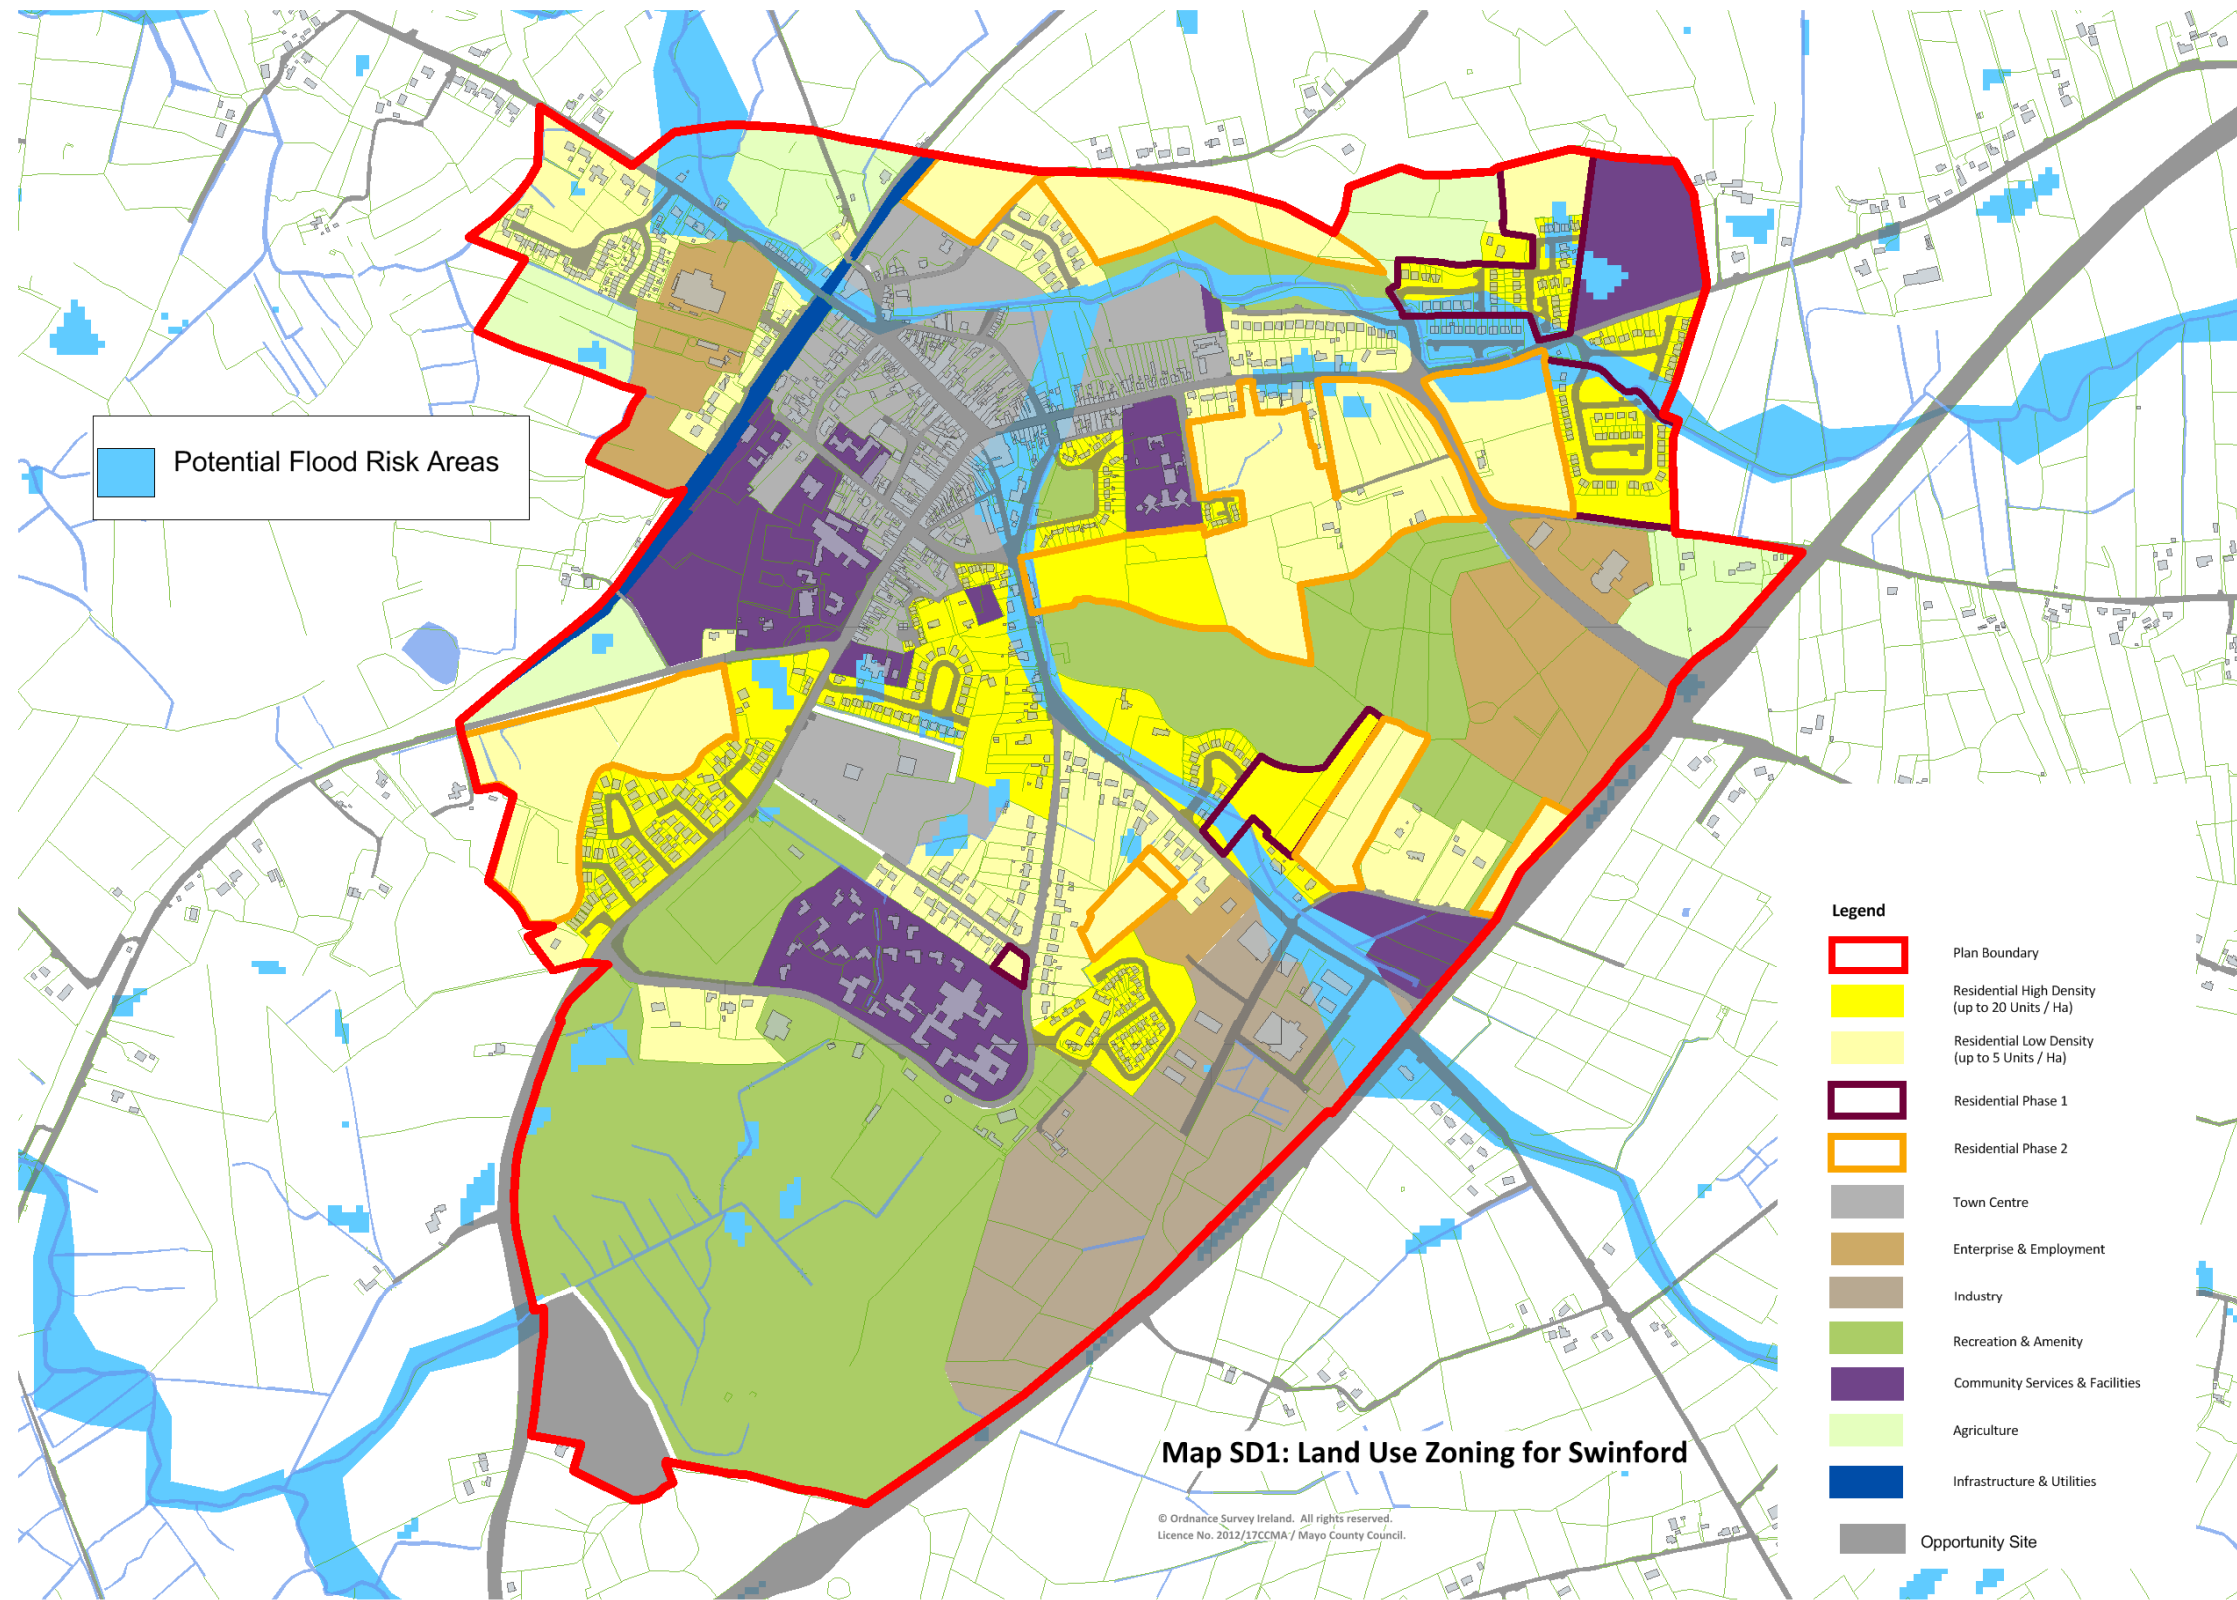 Potential Flood Risk Areas
Legend
Plan Boundary
Residential High Density
(up to 20 Units / Ha)
Residential Low Density
(up to 5 Units / Ha)
Residential Phase 1
Residential Phase 2
Town Centre
Enterprise & Employment
Industry
Recreation & Amenity
Community Services & Facilities
Agriculture
Infrastructure & Utilities
Opportunity Site
Map SD1: Land Use Zoning for Swinford
© Ordnance Survey Ireland. All rights reserved.
Licence No. 2012/17CCMA / Mayo County Council.